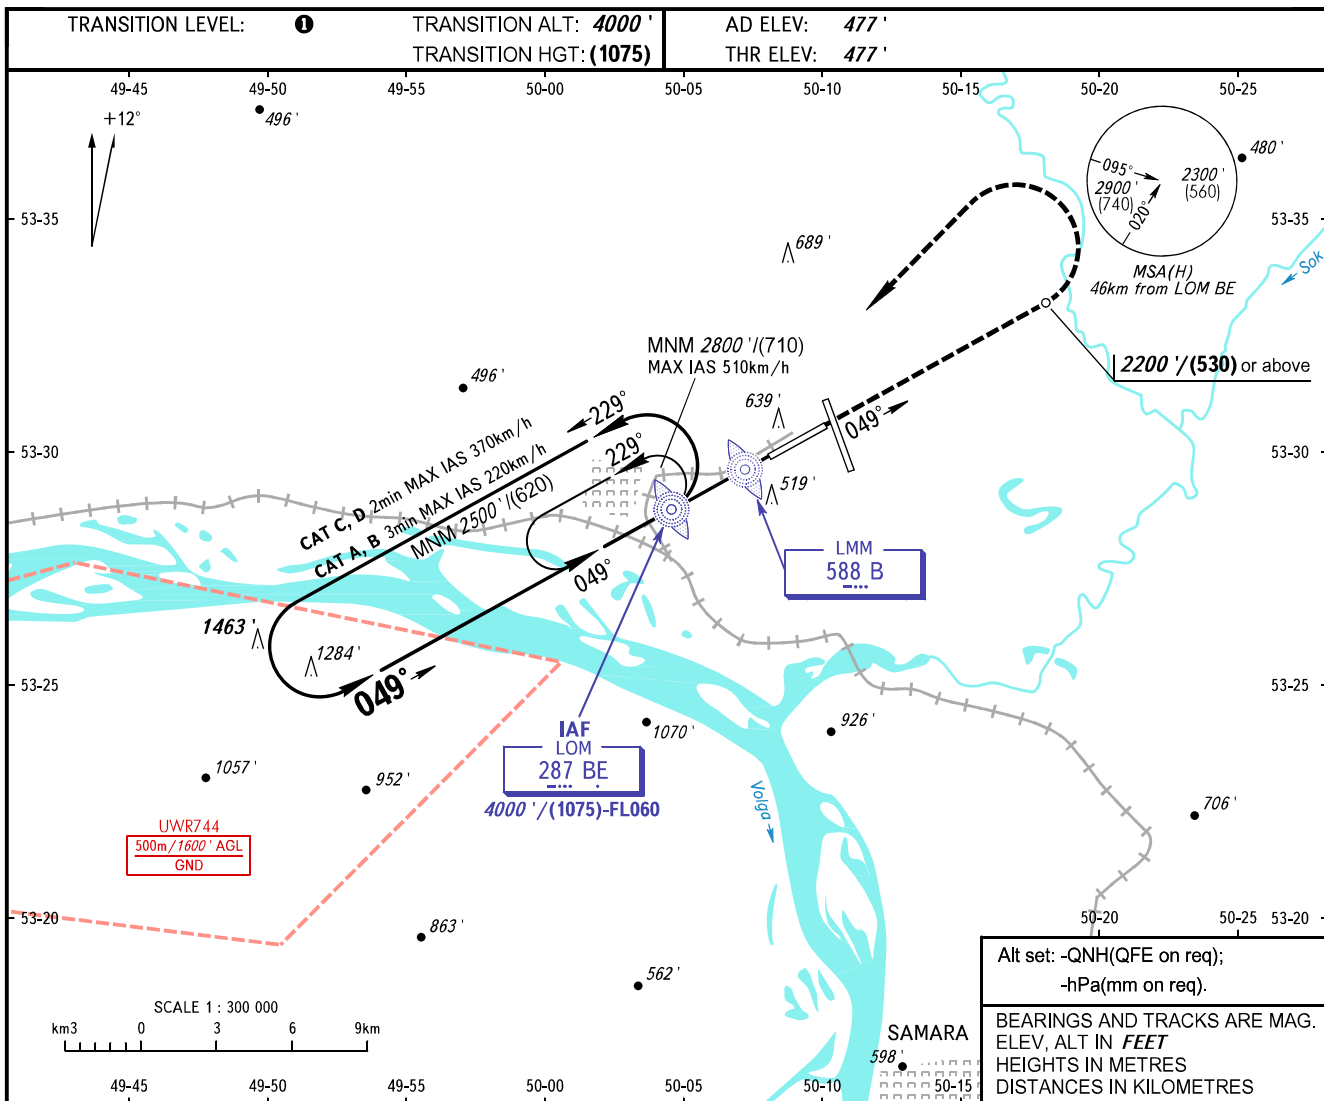 TRANSITION LEVEL: 1 TRANSITION ALT: 4000 '
TRANSITION HGT: (1075)
AD ELEV: 477 '
THR ELEV: 477 '
49-45 49-50 49-55 50-00 50-05 50-10 50-15 50-20 50-25
+12°
496 '
480 '
095°
2900 '
(740)
020°
2300 '
(560)
MSA(H)
46km from LOM BE
53-35 53-35
689 '
Sok
MNM 2800 '/(710)
MAX IAS 510km/h
2200 '/(530) or above
496 '
639 '
049°
229°
229°
CAT C, D 2min MAX IAS 370km/h
CAT A, B 3min MAX IAS 220km/h
MNM 2500 '/(620)
53-30 53-30
519 '
LMM
588 B
049°
1463 '
1284 '
049°
53-25 53-25
IAF
LOM
287 BE
4000 '/(1075)-FL060
1070 '
926 '
1057 '
952 '
Volga
706 '
UWR744
500m/1600 ' AGL
GND
53-20
863 '
50-20 50-25 53-20
562 '
Alt set: -QNH(QFE on req);
-hPa(mm on req).
SCALE 1 : 300 000
km3 0 3 6 9km
SAMARA
598 '
BEARINGS AND TRACKS ARE MAG.
ELEV, ALT IN FEET
HEIGHTS IN METRES
DISTANCES IN KILOMETRES
49-45 49-50 49-55 50-00 50-05 50-10 50-15